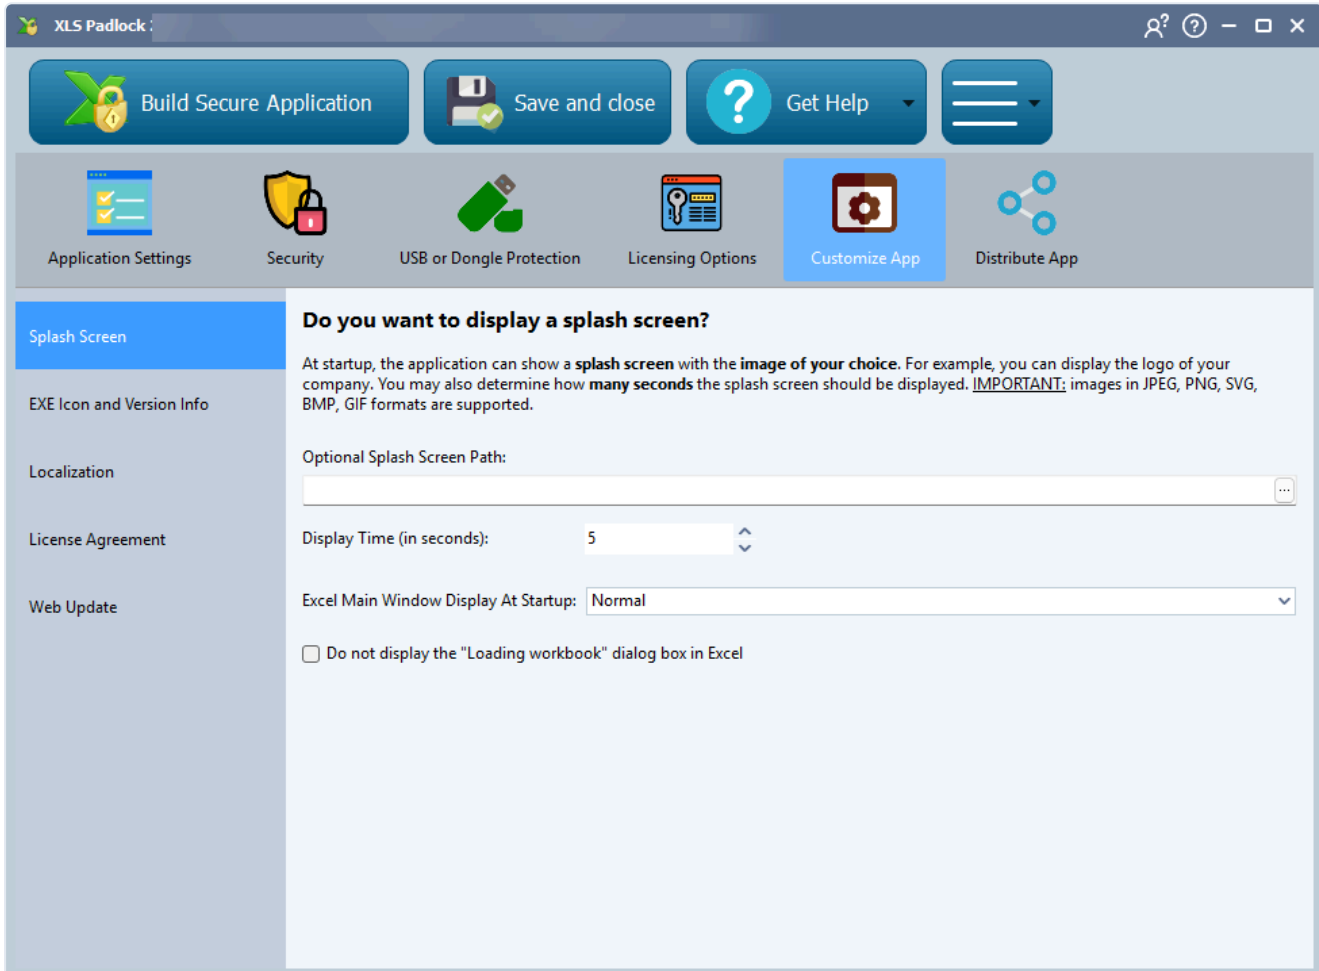 XLS Padlock
Build Secure Application
Save and close
Get Help
Application Settings
Security
USB or Dongle Protection
Licensing Options
Customize App
Distribute App
Splash Screen
EXE Icon and Version Info
Localization
License Agreement
Web Update
Do you want to display a splash screen?
At startup, the application can show a splash screen with the image of your choice. For example, you can display the logo of your
company. You may also determine how many seconds the splash screen should be displayed. IMPORTANT: images in JPEG, PNG, SVG,
BMP, GIF formats are supported.
Optional Splash Screen Path:
...
Display Time (in seconds): 5
Excel Main Window Display At Startup: Normal
Do not display the "Loading workbook" dialog box in Excel